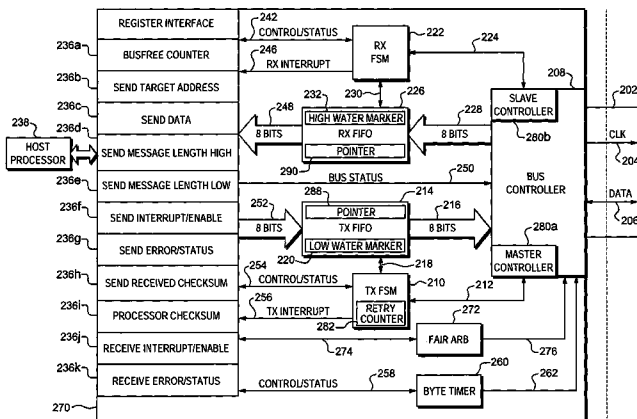 REGISTER INTERFACE
242
CONTROL/STATUS
246
RX INTERRUPT
RX
FSM
222
224
230
208
236a
BUSFREE COUNTER
236b
SEND TARGET ADDRESS
236c
SEND DATA
236d
238
HOST
PROCESSOR
SEND MESSAGE LENGTH HIGH
236e
SEND MESSAGE LENGTH LOW
236f
SEND INTERRUPT/ENABLE
236g
SEND ERROR/STATUS
236h
SEND RECEIVED CHECKSUM
236i
PROCESSOR CHECKSUM
236j
RECEIVE INTERRUPT/ENABLE
236k
RECEIVE ERROR/STATUS
270
232
226
248
8 BITS
HIGH WATER MARKER
RX FIFO
POINTER
290
228
8 BITS
SLAVE
CONTROLLER
280b
BUS
CONTROLLER
280a
MASTER
CONTROLLER
202
CLK
204
DATA
206
BUS STATUS
250
252
8 BITS
288
214
POINTER
TX FIFO
LOW WATER MARKER
220
216
8 BITS
218
254
CONTROL/STATUS
256
TX INTERRUPT
TX FSM
RETRY
COUNTER
282
210
212
272
FAIR ARB
274
276
CONTROL/STATUS
258
260
BYTE TIMER
262